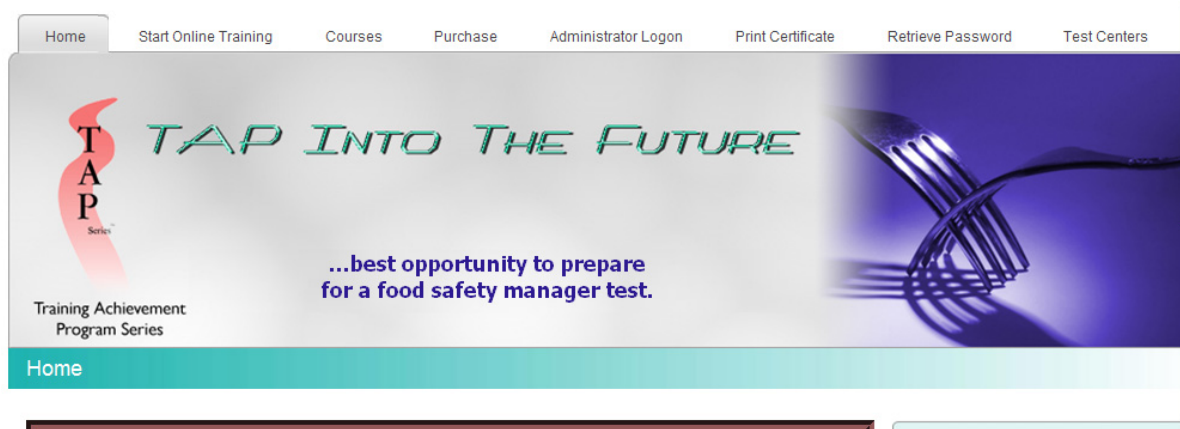 Home Start Online Training Courses Purchase Administrator Logon Print Certificate Retrieve Password Test Centers
TAP Into The Future
T
A
P
Series™
...best opportunity to prepare
for a food safety manager test.
Training Achievement
Program Series
Home